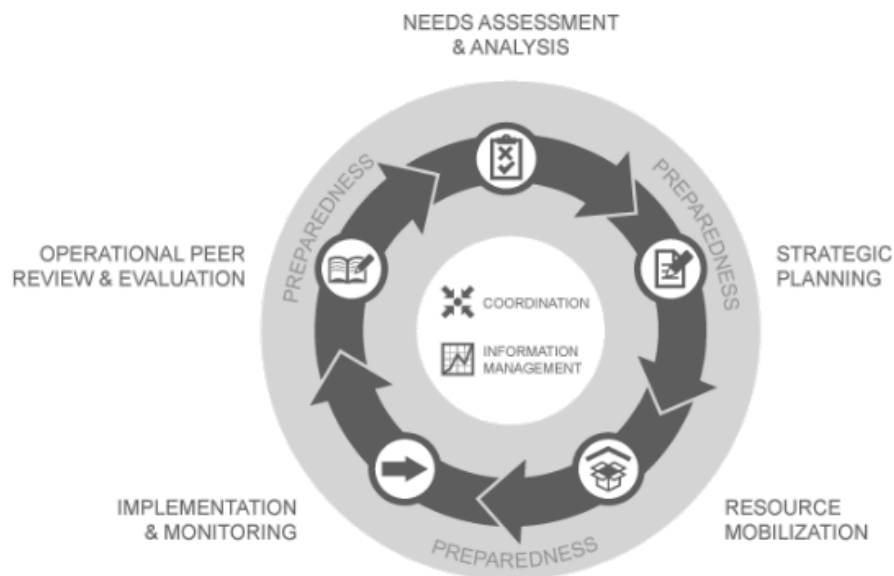 NEEDS ASSESSMENT
& ANALYSIS
PREPAREDNESS
PREPAREDNESS
OPERATIONAL PEER
REVIEW & EVALUATION
STRATEGIC
PLANNING
COORDINATION
INFORMATION
MANAGEMENT
IMPLEMENTATION
& MONITORING
RESOURCE
MOBILIZATION
PREPAREDNESS